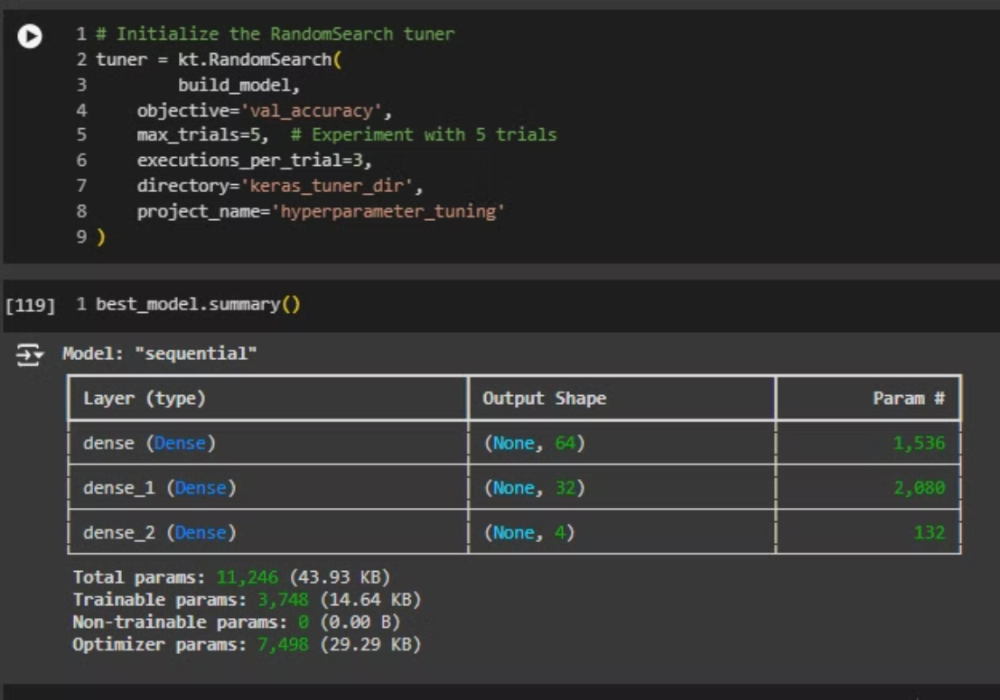 1 # Initialize the RandomSearch tuner
2 tuner = kt.RandomSearch(
3         build_model,
4     objective='val_accuracy',
5     max_trials=5,  # Experiment with 5 trials
6     executions_per_trial=3,
7     directory='keras_tuner_dir',
8     project_name='hyperparameter_tuning'
9 )
[119] 1 best_model.summary()
Model: "sequential"
Layer (type) Output Shape Param #
dense (Dense) (None, 64) 1,536
dense_1 (Dense) (None, 32) 2,080
dense_2 (Dense) (None, 4) 132
Total params: 11,246 (43.93 KB)
Trainable params: 3,748 (14.64 KB)
Non-trainable params: 0 (0.00 B)
Optimizer params: 7,498 (29.29 KB)